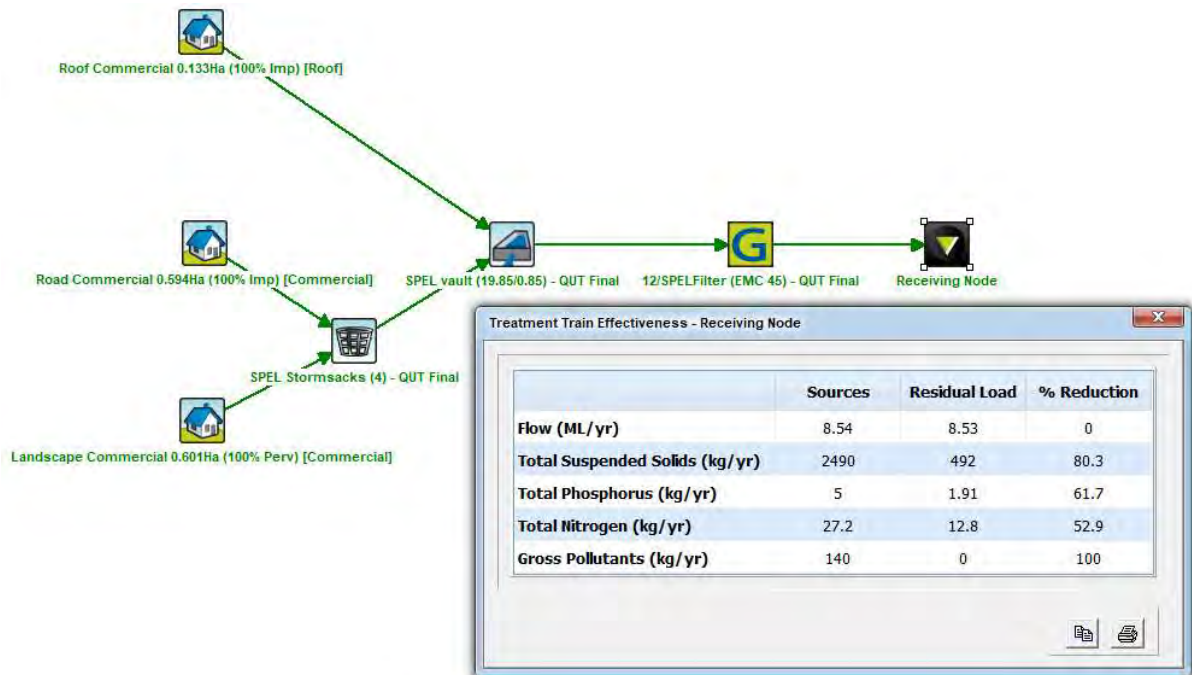 Roof Commercial 0.133Ha (100% Imp) [Roof]
Road Commercial 0.594Ha (100% Imp) [Commercial]
SPEL vault (19.85/0.85) - QUT Final
12/SPELFilter (EMC 45) - QUT Final
Receiving Node
SPEL Stormsacks (4) - QUT Final
Landscape Commercial 0.601Ha (100% Perv) [Commercial]
G
Treatment Train Effectiveness - Receiving Node
Sources Residual Load % Reduction
Flow (ML/yr) 8.54 8.53 0
Total Suspended Solids (kg/yr) 2490 492 80.3
Total Phosphorus (kg/yr) 5 1.91 61.7
Total Nitrogen (kg/yr) 27.2 12.8 52.9
Gross Pollutants (kg/yr) 140 0 100